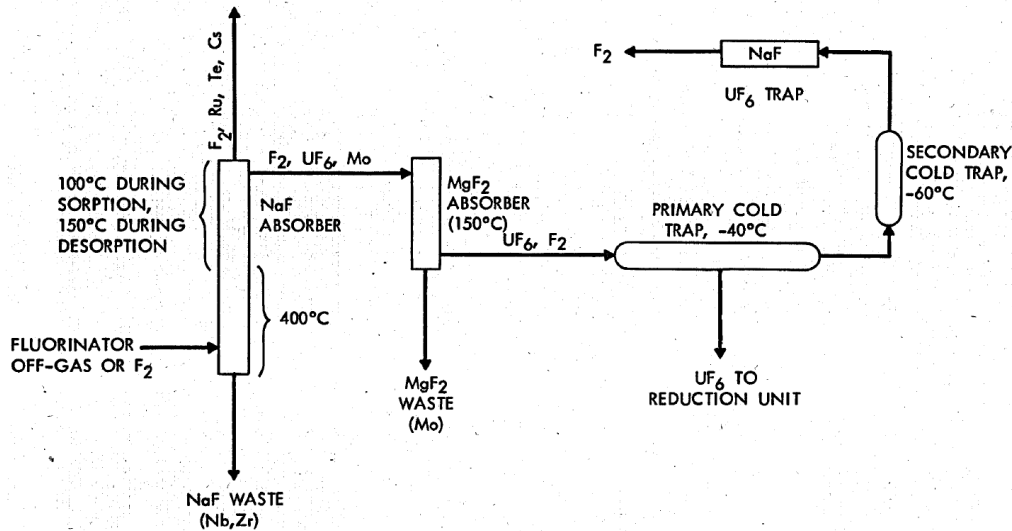 F2, Ru, Te, Cs
F2
NaF
UF6 TRAP
SECONDARY
COLD TRAP,
-60°C
100°C DURING
SORPTION,
150°C DURING
DESORPTION
NaF
ABSORBER
F2, UF6, Mo
MgF2
ABSORBER
(150°C)
UF6, F2
PRIMARY COLD
TRAP, -40°C
400°C
FLUORINATOR
OFF-GAS OR F2
MgF2
WASTE
(Mo)
UF6 TO
REDUCTION UNIT
NaF WASTE
(Nb,Zr)